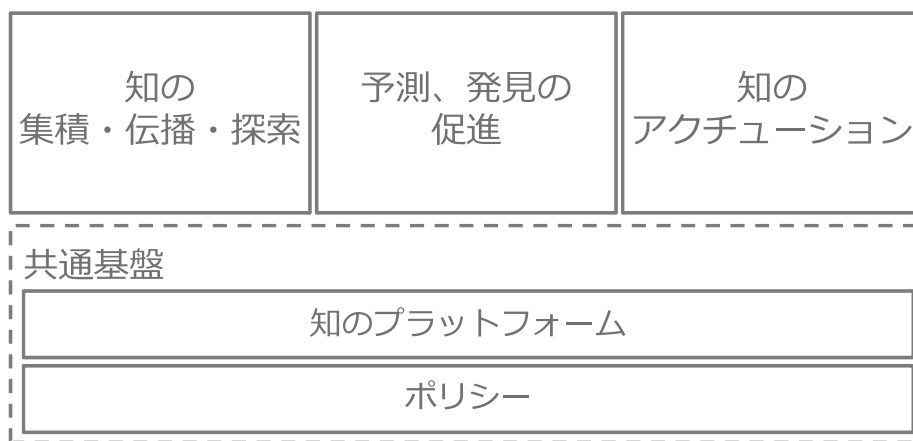 知の
集積・伝播・探索
予測、発見の
促進
知の
アクチューション
共通基盤
知のプラットフォーム
ポリシー